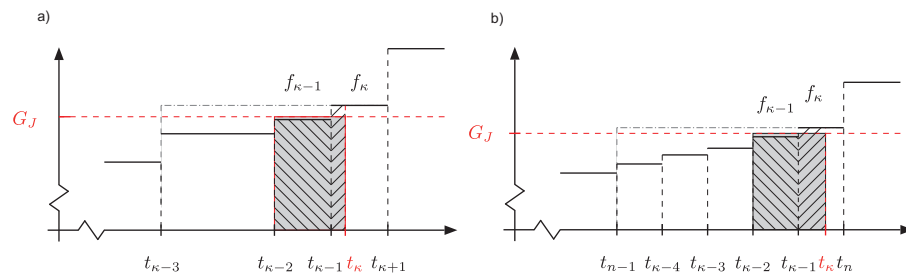 a)
b)
f_{κ−1} f_κ
G_J
t_{κ−3} t_{κ−2} t_{κ−1} t_κ t_{κ+1}
f_{κ−1} f_κ
G_J
t_{n−1} t_{κ−4} t_{κ−3} t_{κ−2} t_{κ−1} t_κ t_n